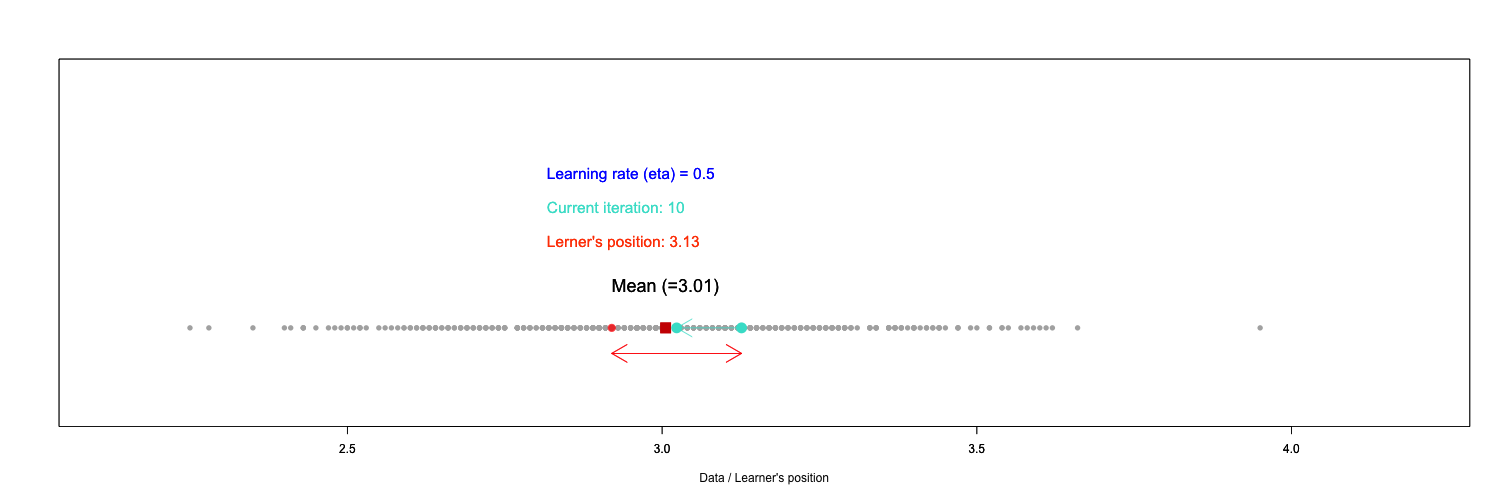 Learning rate (eta) = 0.5
Current iteration: 10
Lerner's position: 3.13
Mean (=3.01)
2.5 3.0 3.5 4.0
Data / Learner's position